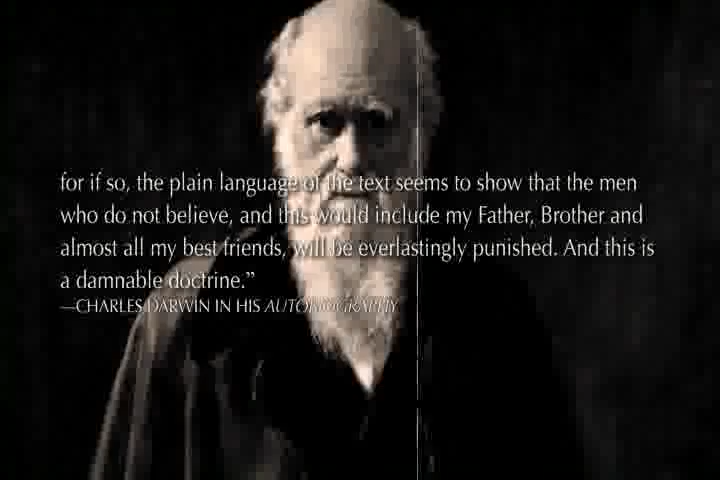 for if so, the plain language of the text seems to show that the men
who do not believe, and this would include my Father, Brother and
almost all my best friends, will be everlastingly punished. And this is
a damnable doctrine.”
—CHARLES DARWIN IN HIS AUTOBIOGRAPHY